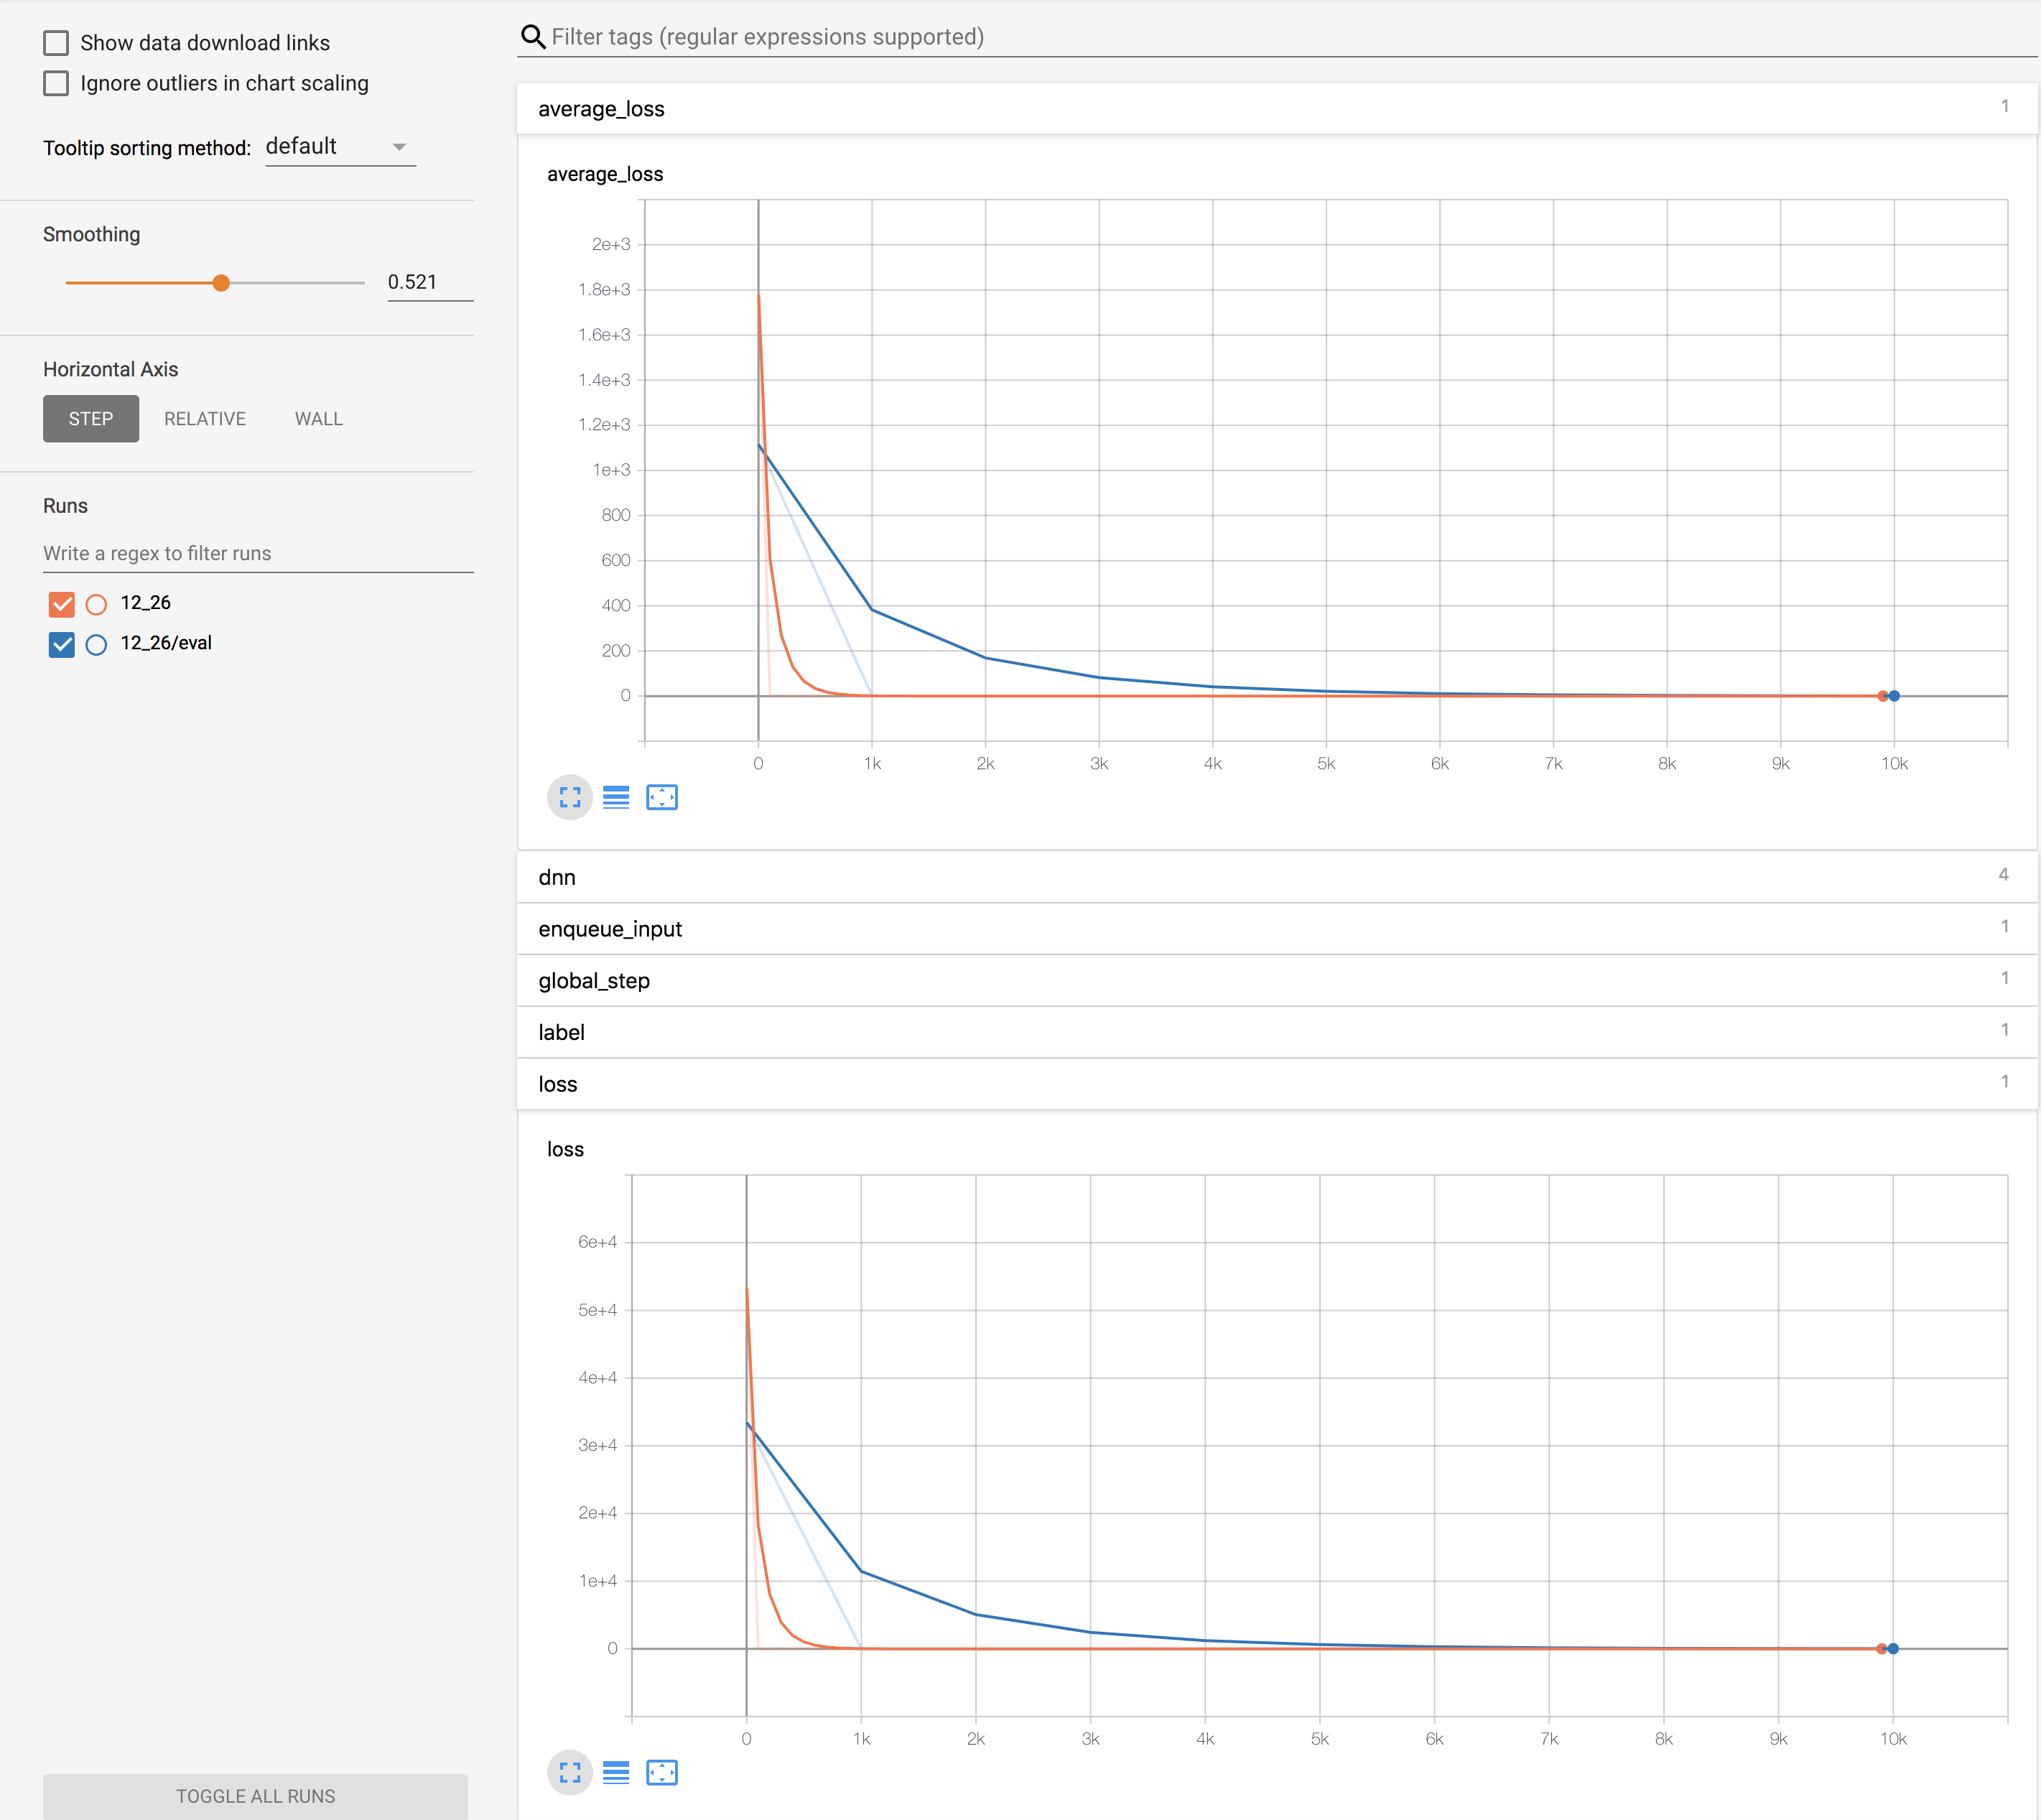 Show data download links
Ignore outliers in chart scaling
Tooltip sorting method: default
Smoothing
0.521
Horizontal Axis
STEP RELATIVE WALL
Runs
Write a regex to filter runs
12_26
12_26/eval
TOGGLE ALL RUNS
Filter tags (regular expressions supported)
average_loss 1
average_loss
2e+3
1.8e+3
1.6e+3
1.4e+3
1.2e+3
1e+3
800
600
400
200
0
0 1k 2k 3k 4k 5k 6k 7k 8k 9k 10k
dnn 4
enqueue_input 1
global_step 1
label 1
loss 1
loss
6e+4
5e+4
4e+4
3e+4
2e+4
1e+4
0
0 1k 2k 3k 4k 5k 6k 7k 8k 9k 10k